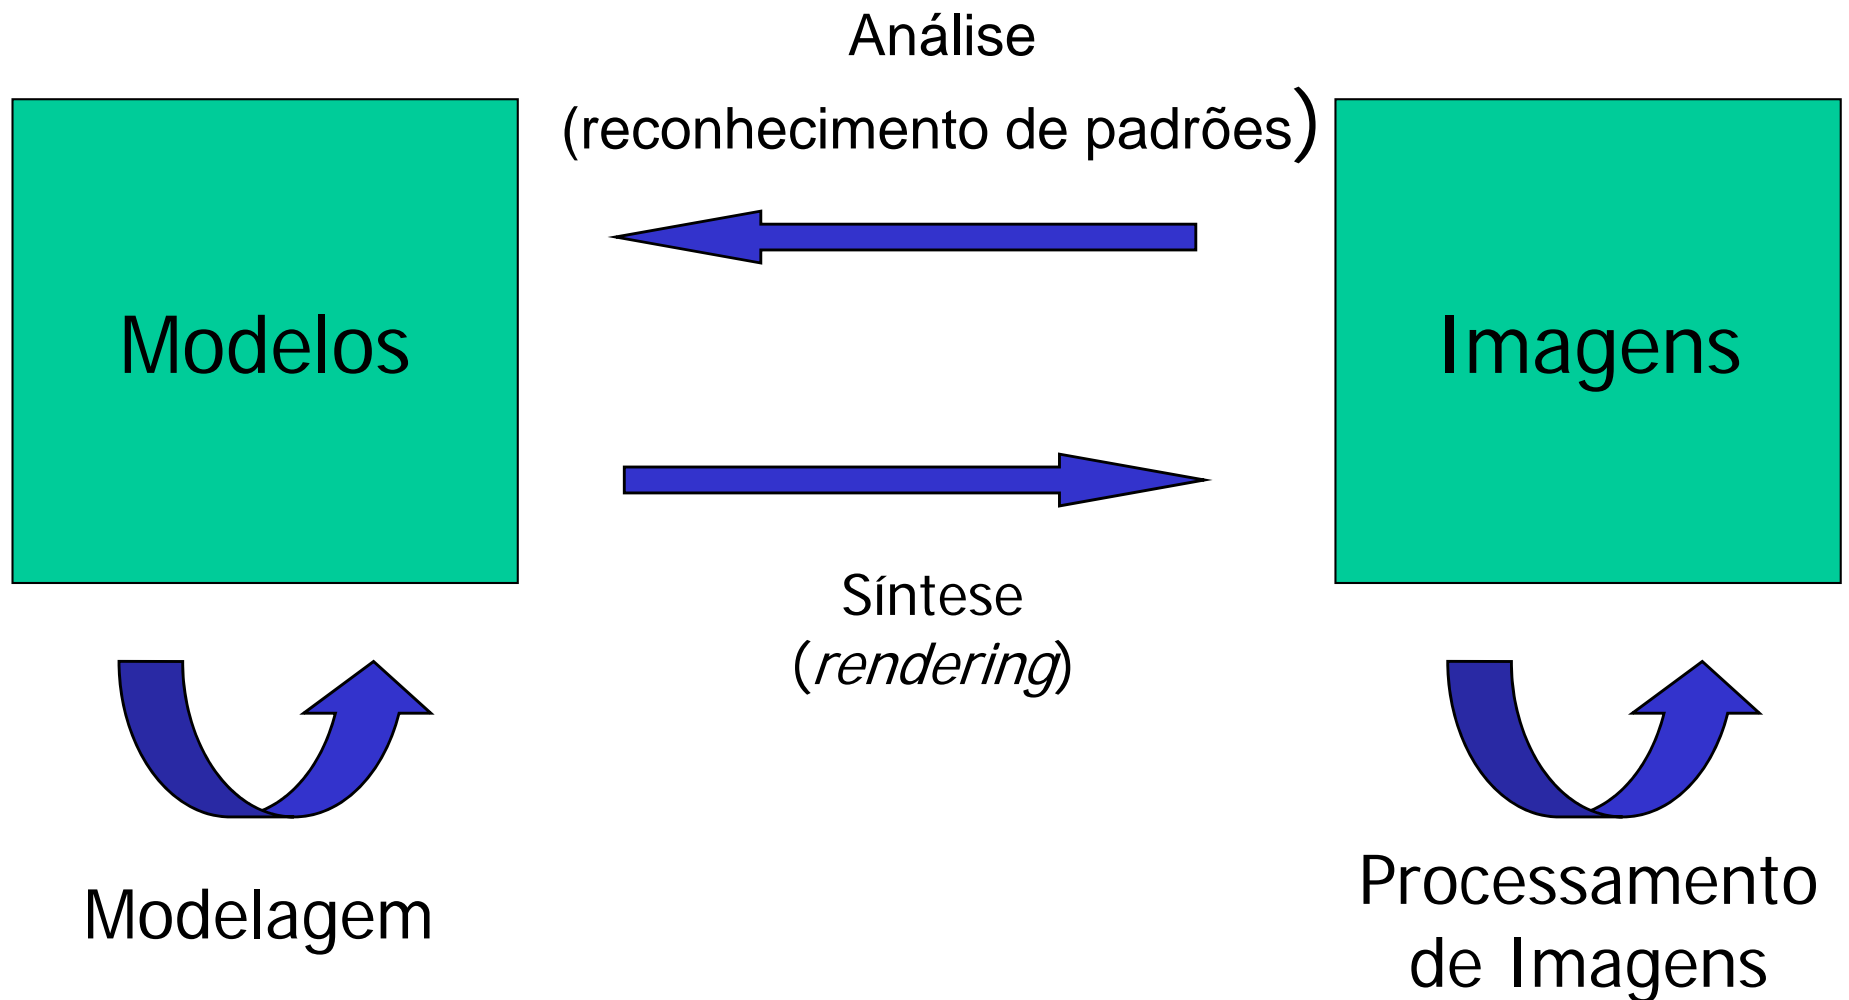 Análise
(reconhecimento de padrões)
Modelos
Imagens
Síntese
(rendering)
Modelagem
Processamento
de Imagens